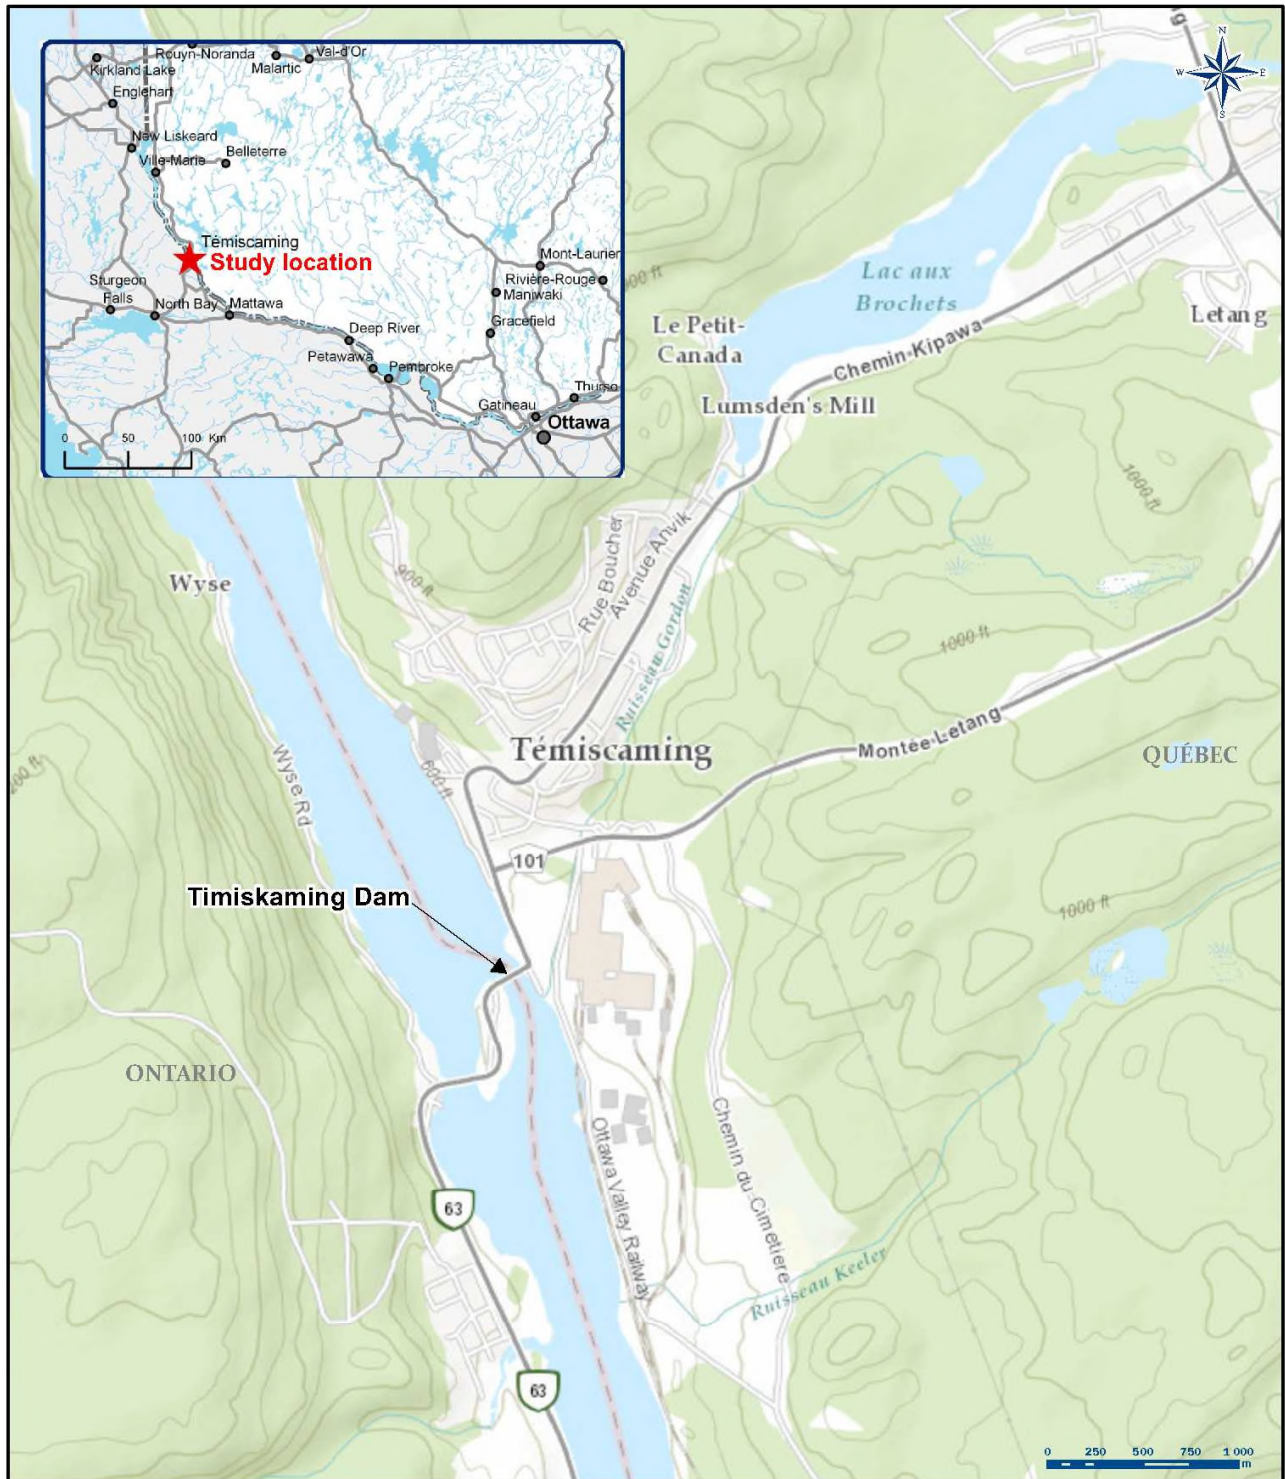 Rouyn-Noranda
Val-d'Or
Kirkland Lake
Malartic
Englehart
New Liskeard
Ville-Marie
Belleterre
Témiscaming
Study location
Mont-Laurier
Rivière-Rouge
Maniwaki
Sturgeon
Falls
North Bay
Mattawa
Gracefield
Deep River
Petawawa
Pembroke
Thurso
Gatineau
Ottawa
0 50 100 Km
N
W
E
S
Lac aux
Brochets
Letang
Le Petit-
Canada
Chemin Kipawa
Lumsden's Mill
1000 ft
Rue Boucher
Avenue Anvik
Wyse
900 ft
Ruisseau Gordon
1000 ft
Témiscaming
Montée Letang
QUÉBEC
600 ft
Wyse Rd
101
Timiskaming Dam
1000 ft
ONTARIO
Chemin du Cimetiere
Ottawa Valley Railway
63
Ruisseau Keeler
63
0 250 500 750 1 000
m